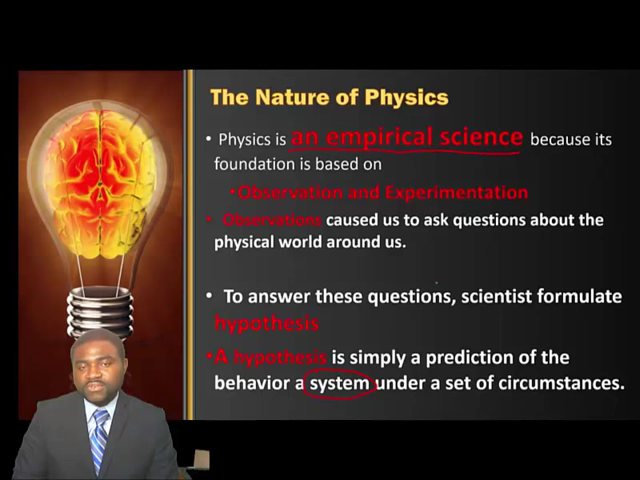 The Nature of Physics
• Physics is an empirical science because its
foundation is based on
•Observation and Experimentation
• Observations caused us to ask questions about the
physical world around us.
• To answer these questions, scientist formulate
hypothesis
•A hypothesis is simply a prediction of the
behavior a system under a set of circumstances.